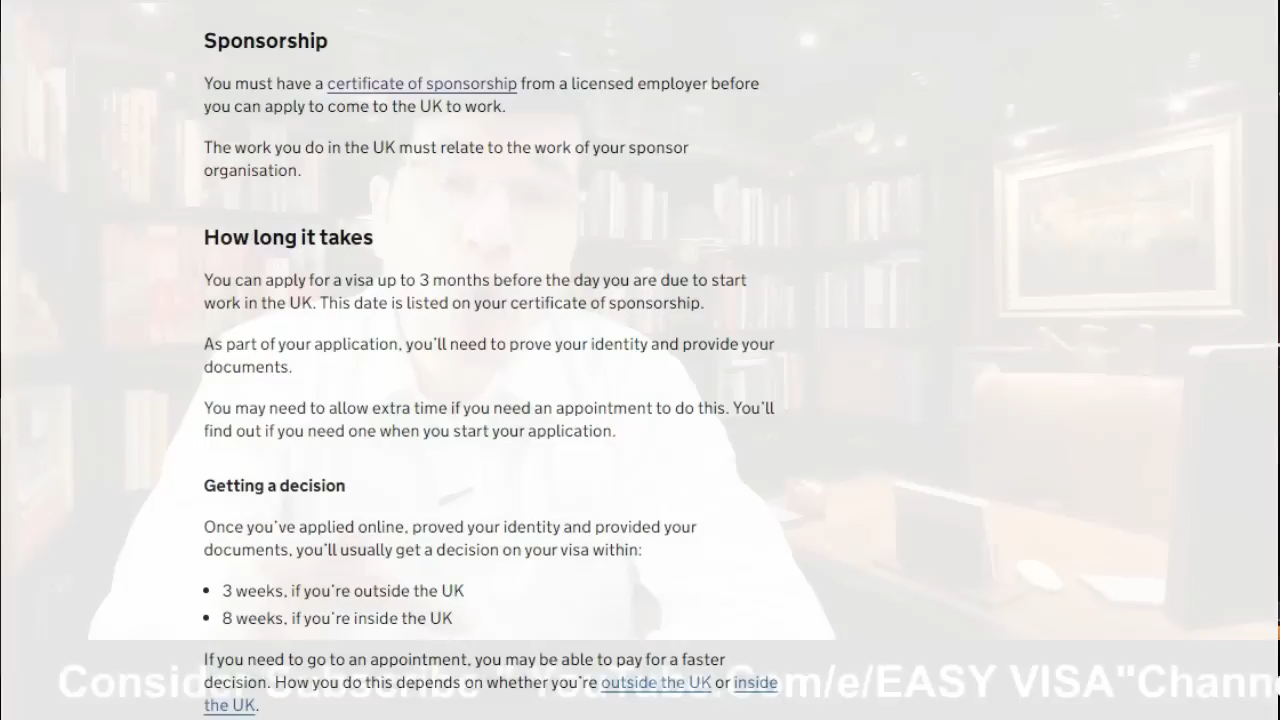 Sponsorship
You must have a certificate of sponsorship from a licensed employer before
you can apply to come to the UK to work.
The work you do in the UK must relate to the work of your sponsor
organisation.
How long it takes
You can apply for a visa up to 3 months before the day you are due to start
work in the UK. This date is listed on your certificate of sponsorship.
As part of your application, you'll need to prove your identity and provide your
documents.
You may need to allow extra time if you need an appointment to do this. You'll
find out if you need one when you start your application.
Getting a decision
Once you've applied online, proved your identity and provided your
documents, you'll usually get a decision on your visa within:
• 3 weeks, if you're outside the UK
• 8 weeks, if you're inside the UK
If you need to go to an appointment, you may be able to pay for a faster
decision. How you do this depends on whether you're outside the UK or inside
the UK.
/e/EASY VISA"Chann